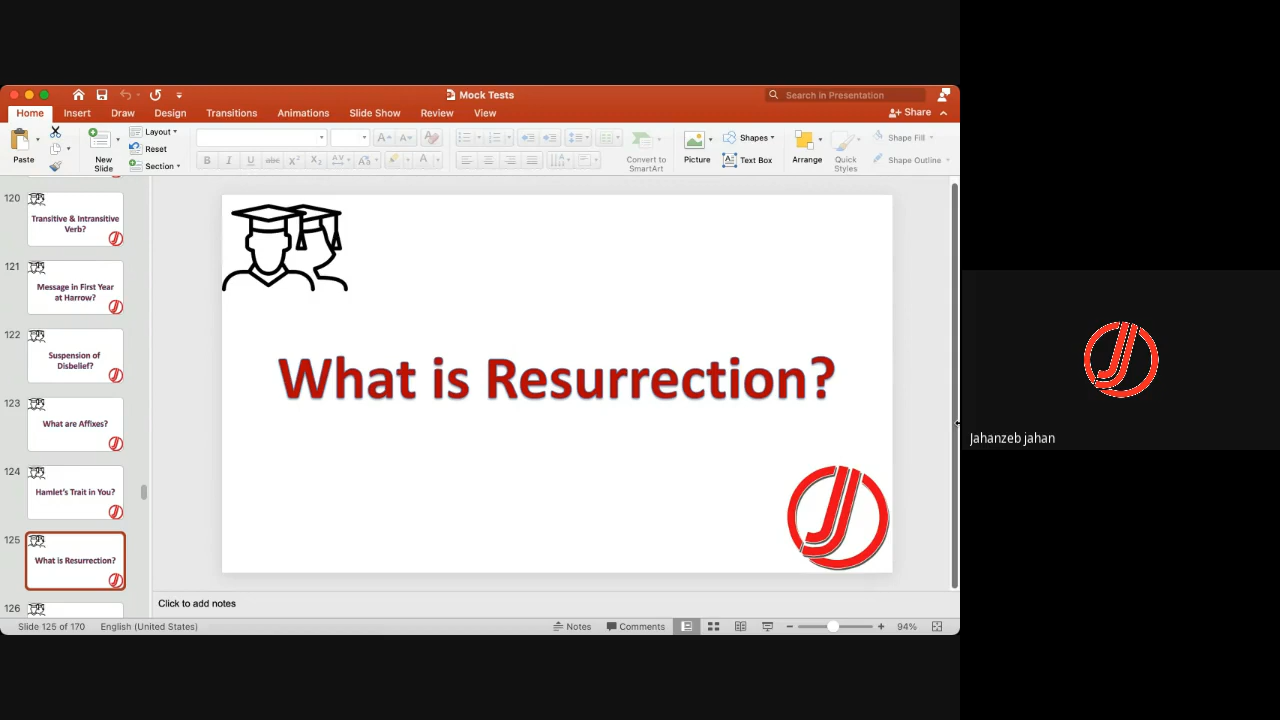 Mock Tests
Search in Presentation
Home Insert Draw Design Transitions Animations Slide Show Review View
Share
Paste
New
Slide
Layout
Reset
Section
Convert to
SmartArt
Picture
Shapes
Text Box
Arrange
Quick
Styles
Shape Fill
Shape Outline
120
Transitive & Intransitive
Verb?
121
Message in First Year
at Harrow?
122
Suspension of
Disbelief?
123
What are Affixes?
124
Hamlet's Trait in You?
125
What is Resurrection?
126
What is Resurrection?
Click to add notes
Slide 125 of 170 English (United States)
Notes Comments 94%
Jahanzeb jahan